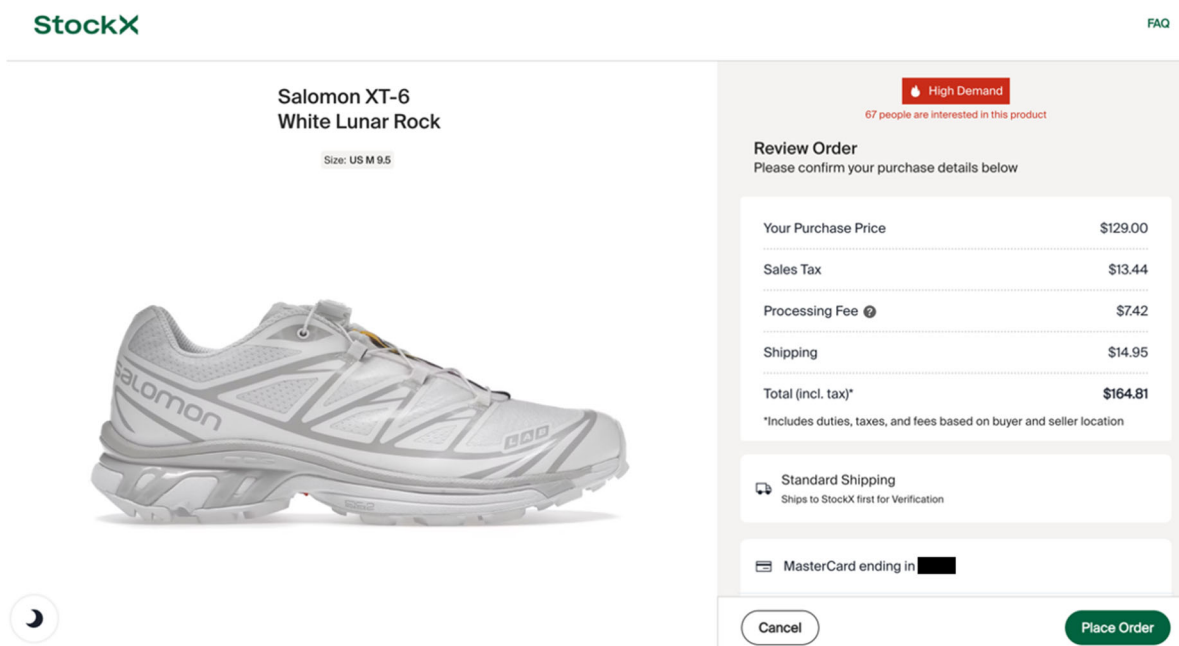 StockX
FAQ
Salomon XT-6
White Lunar Rock
Size: US M 9.5
salomon
LAB
High Demand
67 people are interested in this product
Review Order
Please confirm your purchase details below
Your Purchase Price $129.00
Sales Tax $13.44
Processing Fee ? $7.42
Shipping $14.95
Total (incl. tax)* $164.81
*Includes duties, taxes, and fees based on buyer and seller location
Standard Shipping
Ships to StockX first for Verification
MasterCard ending in
Cancel
Place Order